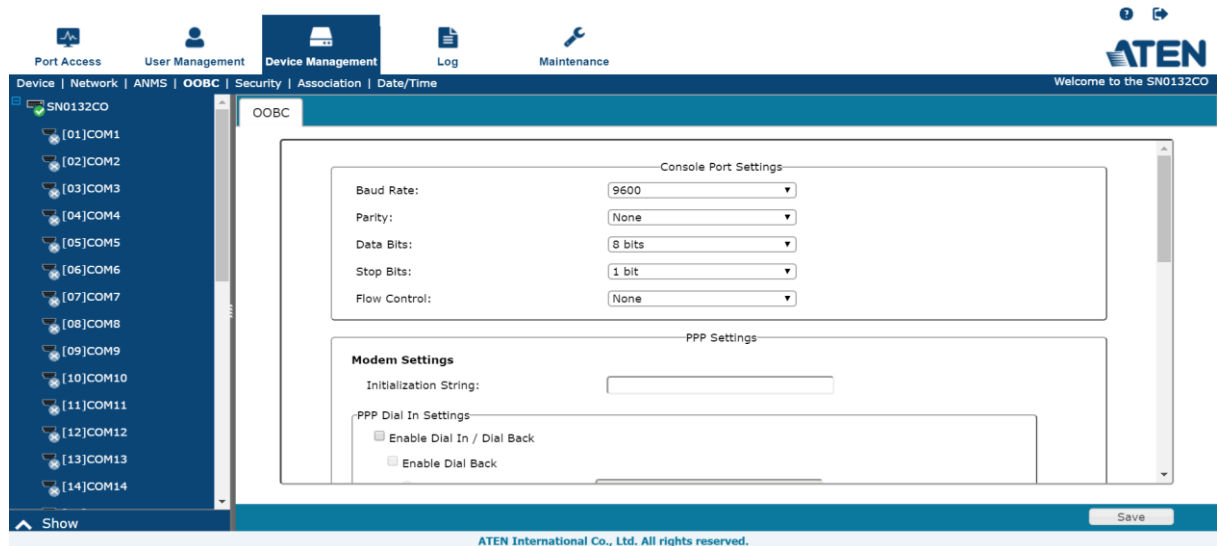 Port Access
User Management
Device Management
Log
Maintenance
ATEN
Device | Network | ANMS | OOBC | Security | Association | Date/Time
Welcome to the SN0132CO
SN0132CO
[01]COM1
[02]COM2
[03]COM3
[04]COM4
[05]COM5
[06]COM6
[07]COM7
[08]COM8
[09]COM9
[10]COM10
[11]COM11
[12]COM12
[13]COM13
[14]COM14
Show
OOBC
Console Port Settings
Baud Rate: 9600
Parity: None
Data Bits: 8 bits
Stop Bits: 1 bit
Flow Control: None
PPP Settings
Modem Settings
Initialization String:
PPP Dial In Settings
Enable Dial In / Dial Back
Enable Dial Back
Save
ATEN International Co., Ltd. All rights reserved.